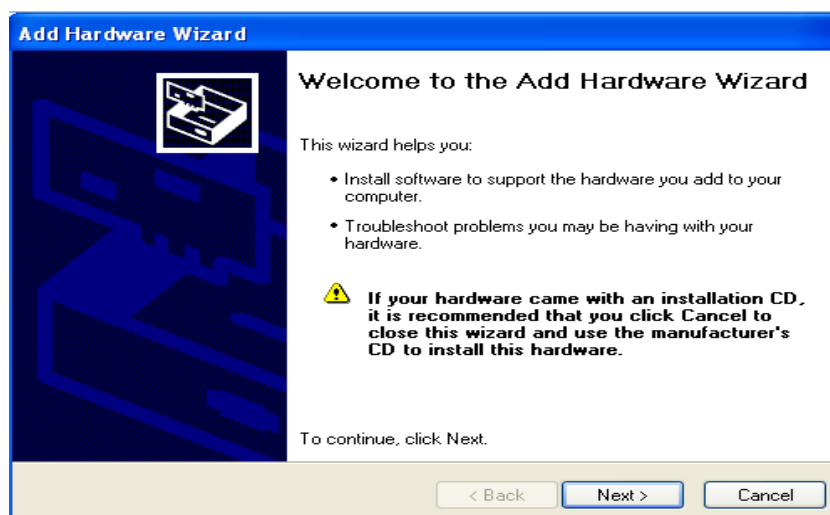 Add Hardware Wizard
Welcome to the Add Hardware Wizard
This wizard helps you:
• Install software to support the hardware you add to your
computer.
• Troubleshoot problems you may be having with your
hardware.
If your hardware came with an installation CD,
it is recommended that you click Cancel to
close this wizard and use the manufacturer's
CD to install this hardware.
To continue, click Next.
< Back
Next >
Cancel